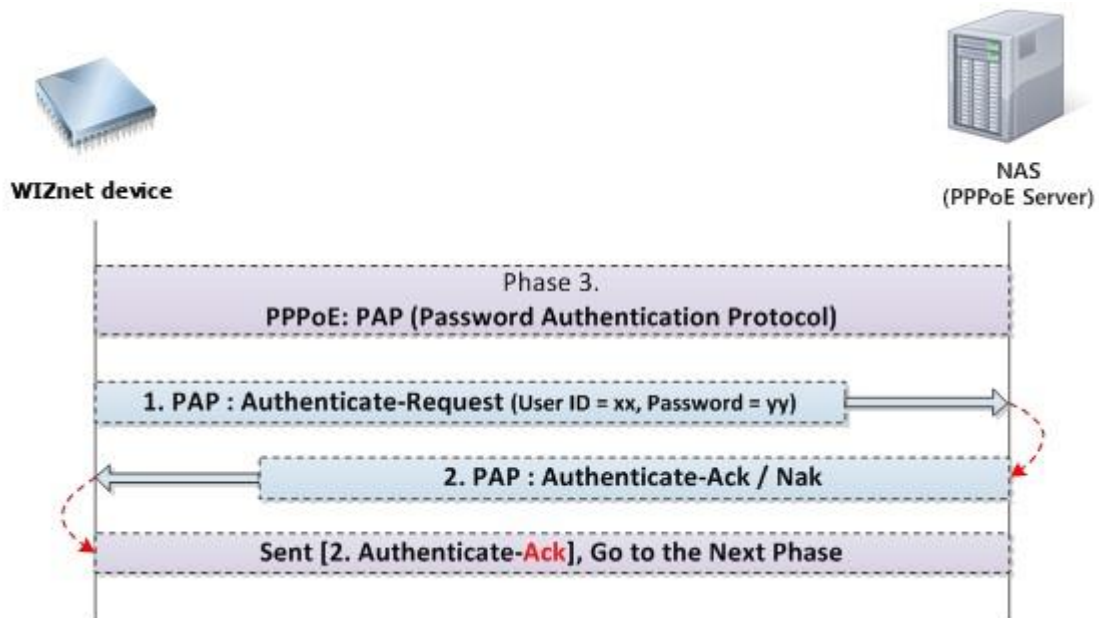 WIZnet device
NAS
(PPPoE Server)
Phase 3.
PPPoE: PAP (Password Authentication Protocol)
1. PAP : Authenticate-Request (User ID = xx, Password = yy)
2. PAP : Authenticate-Ack / Nak
Sent [2. Authenticate-Ack], Go to the Next Phase